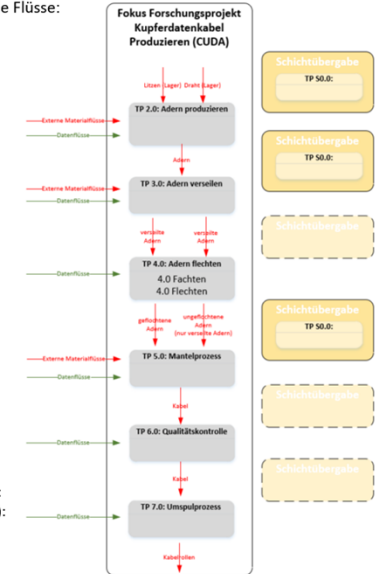 e Flüsse:
Fokus Forschungsprojekt
Kupferdatenkabel
Produzieren (CUDA)
Litzen (Lager) Draht (Lager)
Schichtübergabe
TP S0.0:
TP 2.0: Adern produzieren
Externe Materialflüsse
Datenflüsse
Adern
Schichtübergabe
TP S0.0:
TP 3.0: Adern verseilen
Externe Materialflüsse
Datenflüsse
verseilte
Adern
verseilte
Adern
Schichtübergabe
TP 4.0: Adern flechten
4.0 Fachten
4.0 Flechten
Datenflüsse
geflochtene
Adern
ungeflochtene
Adern
(nur verseilte Adern)
Schichtübergabe
TP S0.0:
TP 5.0: Mantelprozess
Externe Materialflüsse
Datenflüsse
Kabel
Schichtübergabe
TP 6.0: Qualitätskontrolle
Datenflüsse
Kabel
Schichtübergabe
:
TP 7.0: Umspulprozess
):
Datenflüsse
Kabelrollen